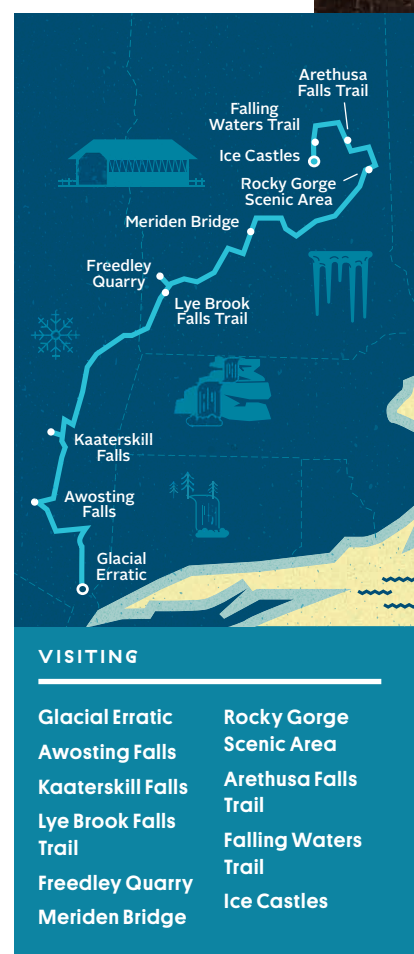 Arethusa
Falls Trail
Falling
Waters Trail
Ice Castles
Rocky Gorge
Scenic Area
Meriden Bridge
Freedley
Quarry
Lye Brook
Falls Trail
Kaaterskill
Falls
Awosting
Falls
Glacial
Erratic
VISITING
Glacial Erratic
Awosting Falls
Kaaterskill Falls
Lye Brook Falls
Trail
Freedley Quarry
Meriden Bridge
Rocky Gorge
Scenic Area
Arethusa Falls
Trail
Falling Waters
Trail
Ice Castles